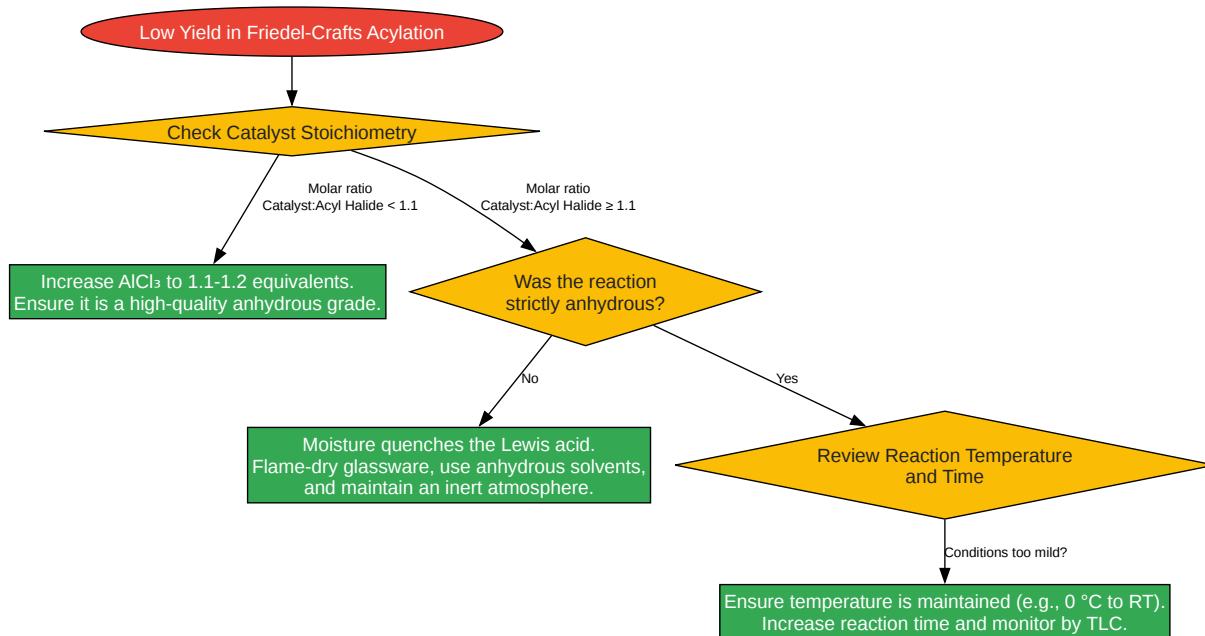 Low Yield in Friedel-Crafts Acylation
Check Catalyst Stoichiometry
Molar ratio
Catalyst:Acyl Halide < 1.1
Molar ratio
Catalyst:Acyl Halide ≥ 1.1
Increase AlCl₃ to 1.1-1.2 equivalents.
Ensure it is a high-quality anhydrous grade.
Was the reaction
strictly anhydrous?
No
Yes
Moisture quenches the Lewis acid.
Flame-dry glassware, use anhydrous solvents,
and maintain an inert atmosphere.
Review Reaction Temperature
and Time
Conditions too mild?
Ensure temperature is maintained (e.g., 0 °C to RT).
Increase reaction time and monitor by TLC.